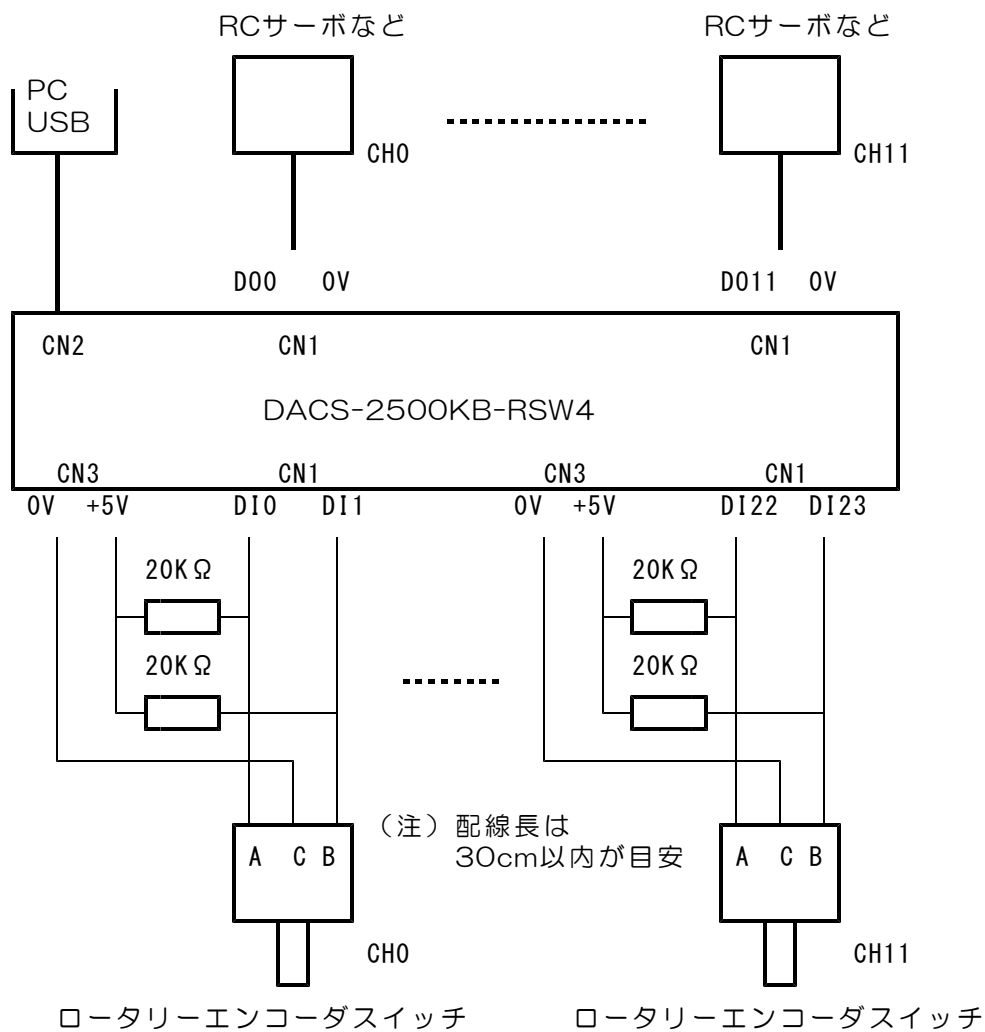 RCサーボなど RCサーボなど
PC
USB
CH0 CH11
DO0 0V DO11 0V
CN2 CN1 CN1
DACS-2500KB-RSW4
CN3 CN1 CN3 CN1
0V +5V DI0 DI1 0V +5V DI22 DI23
20KΩ 20KΩ
20KΩ 20KΩ
(注)配線長は
30cm以内が目安
A C B A C B
CH0 CH11
ロータリーエンコーダスイッチ ロータリーエンコーダスイッチ